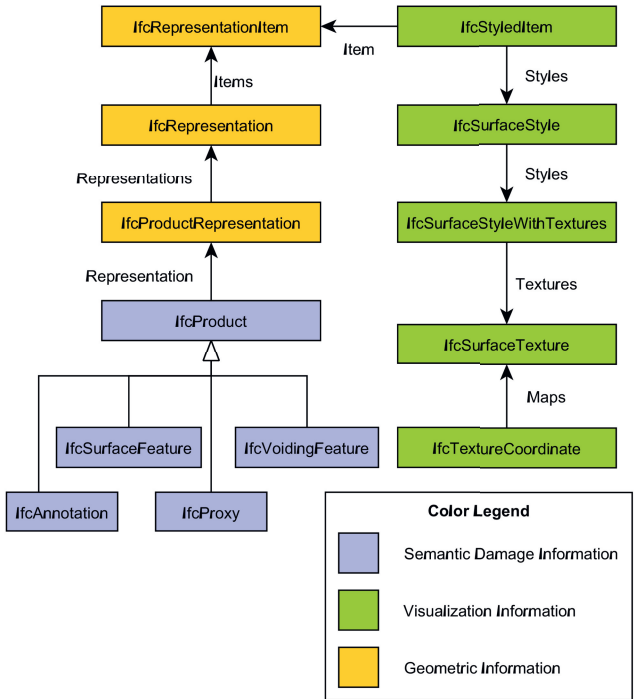 IfcRepresentationItem
IfcStyledItem
Item
Items
Styles
IfcRepresentation
IfcSurfaceStyle
Representations
Styles
IfcProductRepresentation
IfcSurfaceStyleWithTextures
Representation
Textures
IfcProduct
IfcSurfaceTexture
Maps
IfcSurfaceFeature
IfcVoidingFeature
IfcTextureCoordinate
IfcAnnotation
IfcProxy
Color Legend
Semantic Damage Information
Visualization Information
Geometric Information